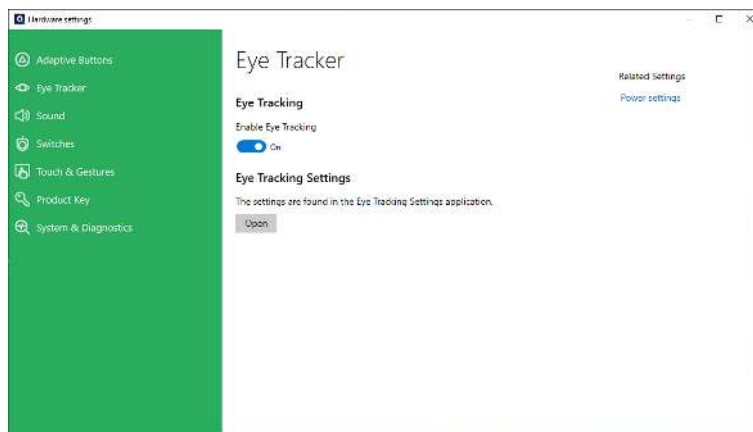 Hardware settings
Adaptive Buttons
Eye Tracker
Sound
Switches
Touch & Gestures
Product Key
System & Diagnostics
Eye Tracker
Eye Tracking
Enable Eye Tracking
On
Eye Tracking Settings
The settings are found in the Eye Tracking Settings application.
Open
Related Settings
Power settings